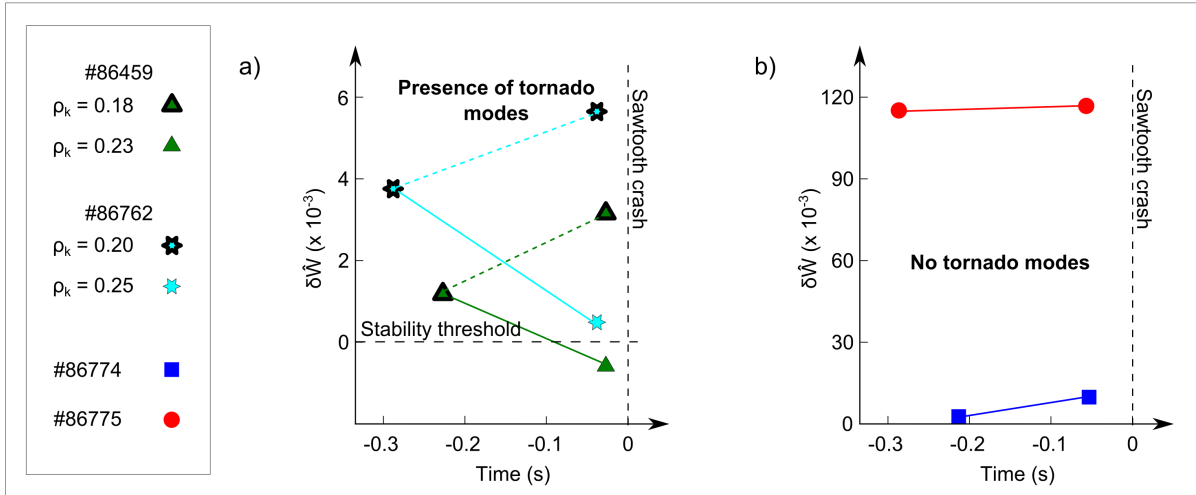 #86459
ρk = 0.18
ρk = 0.23
#86762
ρk = 0.20
ρk = 0.25
#86774
#86775
a)
Presence of tornado
modes
Sawtooth crash
Stability threshold
δŴ (x 10⁻³)
6
4
2
0
-0.3 -0.2 -0.1 0
Time (s)
b)
No tornado modes
Sawtooth crash
δŴ (x 10⁻³)
120
90
60
30
0
-0.3 -0.2 -0.1 0
Time (s)